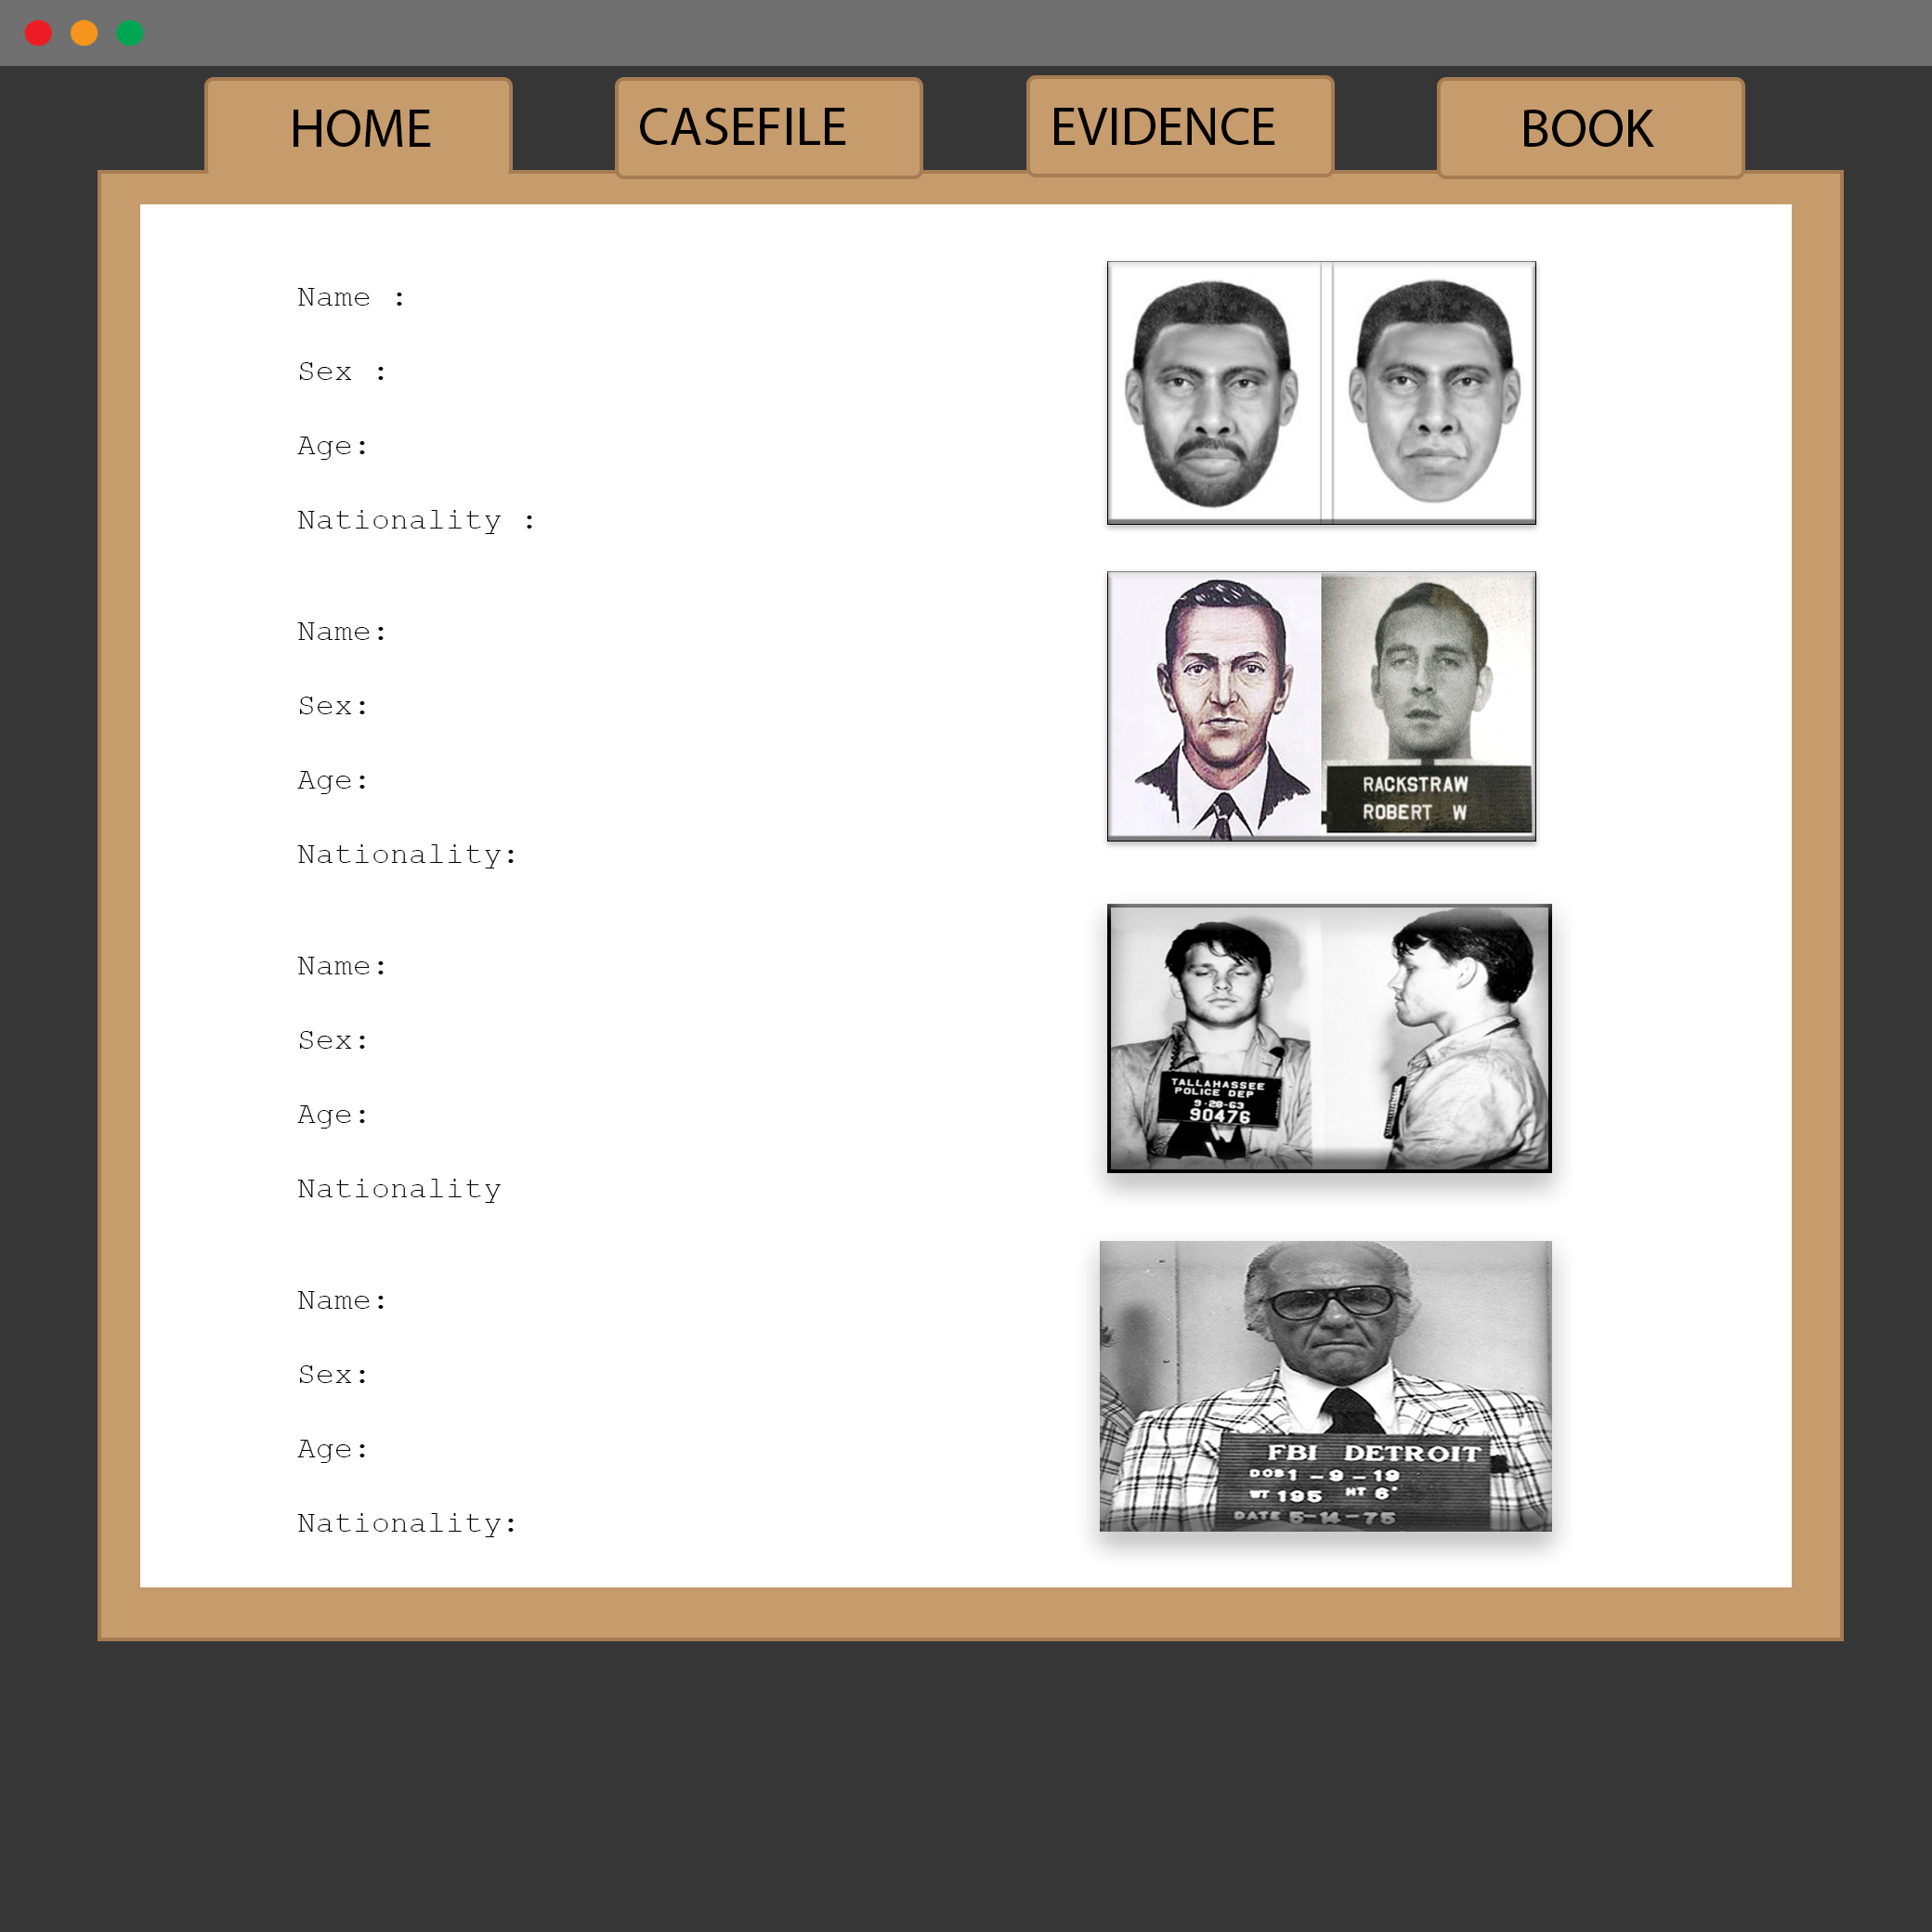 HOME
CASEFILE
EVIDENCE
BOOK
Name :
Sex :
Age:
Nationality :
Name:
Sex:
Age:
Nationality:
RACKSTRAW
ROBERT W
Name:
Sex:
Age:
Nationality
TALLAHASSEE
POLICE DEP
9-28-63
90476
Name:
Sex:
Age:
Nationality:
FBI DETROIT
DOB 1-9-19
WT 195 HT 6'
DATE 5-14-75